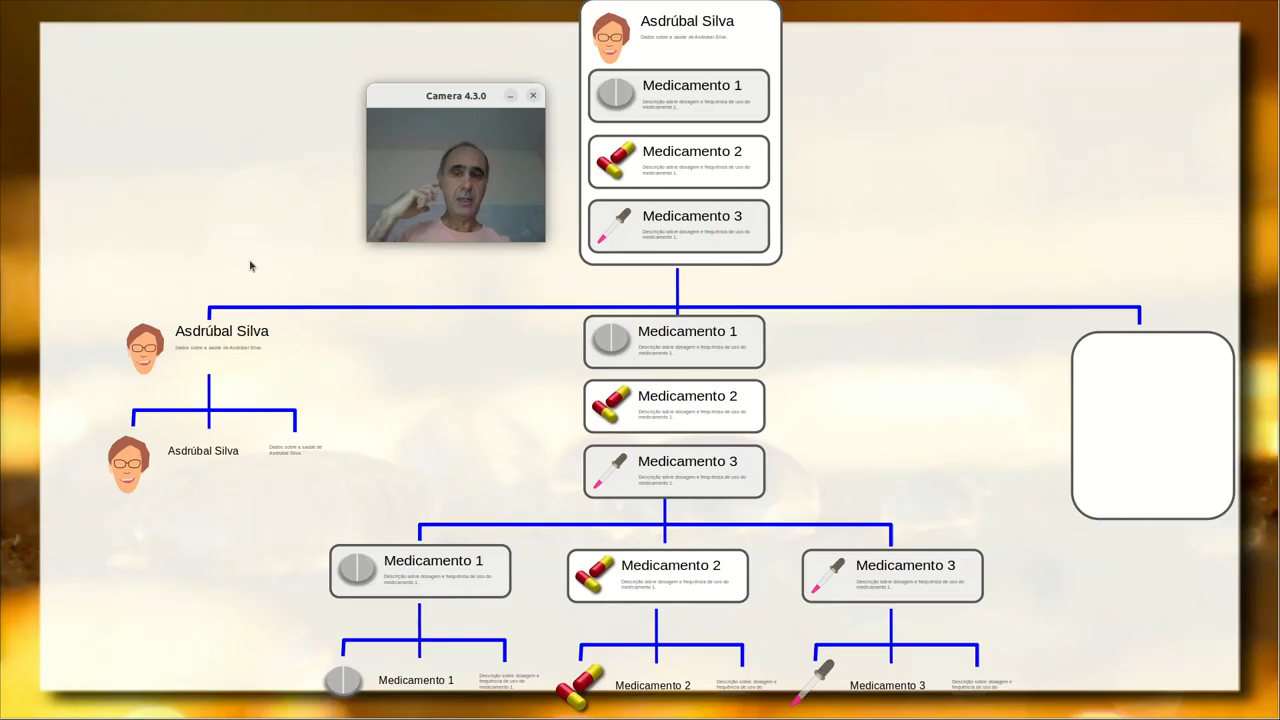 Asdrúbal Silva
Dados sobre a saúde de Asdrúbal Silva.
Medicamento 1
Descrição sobre dosagem e frequência de uso do
medicamento 1.
Medicamento 2
Descrição sobre dosagem e frequência de uso do
medicamento 1.
Medicamento 3
Descrição sobre dosagem e frequência de uso do
medicamento 1.
Camera 4.3.0
Asdrúbal Silva
Dados sobre a saúde de Asdrúbal Silva.
Asdrúbal Silva
Dados sobre a saúde de
Asdrúbal Silva.
Medicamento 1
Descrição sobre dosagem e frequência de uso do
medicamento 1.
Medicamento 2
Descrição sobre dosagem e frequência de uso do
medicamento 1.
Medicamento 3
Descrição sobre dosagem e frequência de uso do
medicamento 1.
Medicamento 1
Descrição sobre dosagem e frequência de uso do
medicamento 1.
Medicamento 2
Descrição sobre dosagem e frequência de uso do
medicamento 1.
Medicamento 3
Descrição sobre dosagem e frequência de uso do
medicamento 1.
Medicamento 1
Descrição sobre dosagem e
frequência de uso do
medicamento 1.
Medicamento 2
Descrição sobre dosagem e
frequência de uso do
Medicamento 3
Descrição sobre dosagem e
frequência de uso do